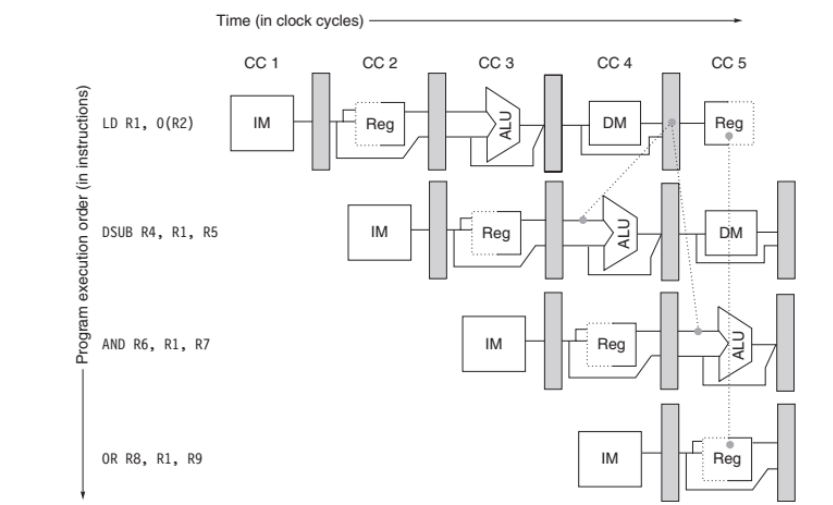 Time (in clock cycles)
CC 1 CC 2 CC 3 CC 4 CC 5
Program execution order (in instructions)
LD R1, 0(R2) IM Reg ALU DM Reg
DSUB R4, R1, R5 IM Reg ALU DM
AND R6, R1, R7 IM Reg ALU
OR R8, R1, R9 IM Reg